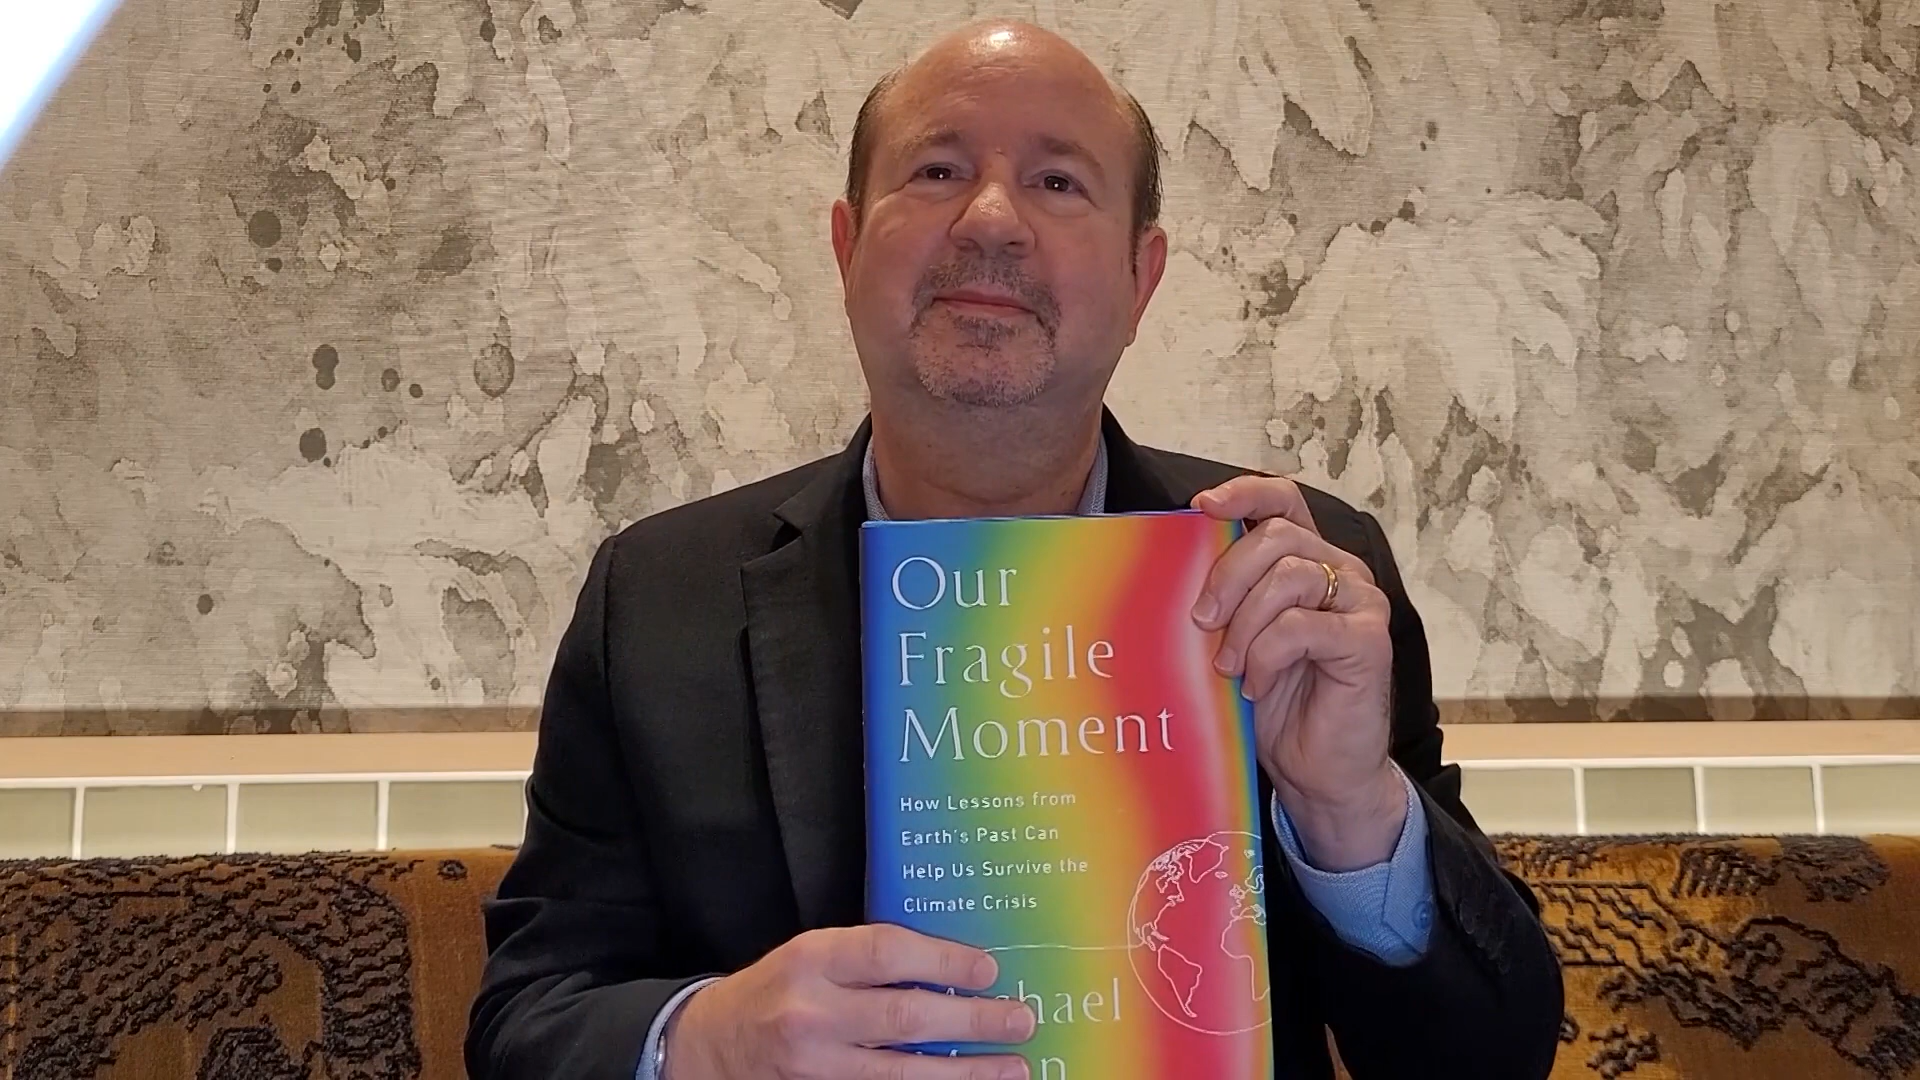 Our
Fragile
Moment
How Lessons from
Earth's Past Can
Help Us Survive the
Climate Crisis